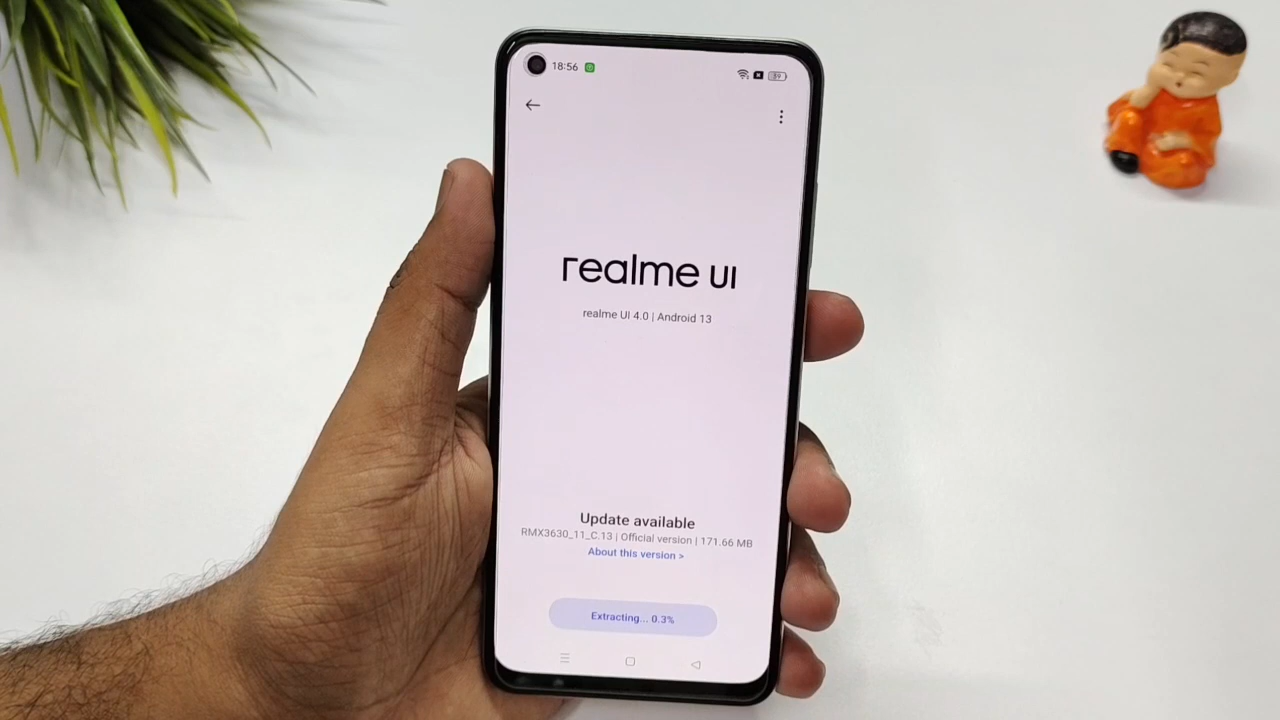 18:56
89
realme UI
realme UI 4.0 | Android 13
Update available
RMX3630_11_C.13 | Official version | 171.66 MB
About this version >
Extracting... 0.3%